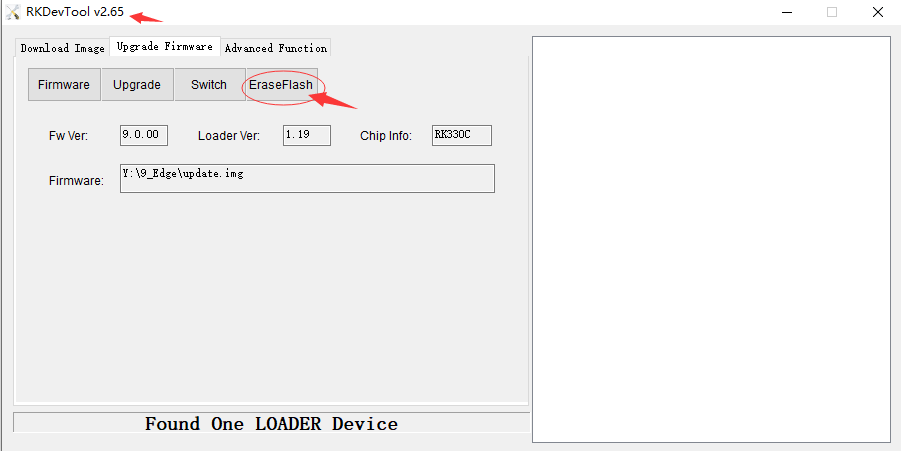 RKDevTool v2.65
Download Image Upgrade Firmware Advanced Function
Firmware Upgrade Switch EraseFlash
Fw Ver: 9.0.00 Loader Ver: 1.19 Chip Info: RK330C
Firmware: Y:\9_Edge\update.img
Found One LOADER Device